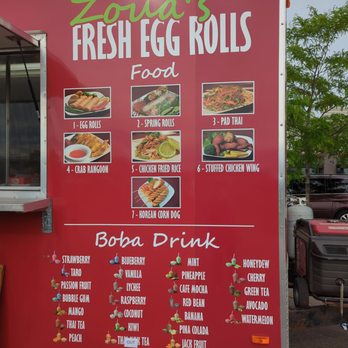 Zoua's
FRESH EGG ROLLS
Food
1 - EGG ROLLS
2 - SPRING ROLLS
3 - PAD THAI
4 - CRAB RANGOON
5 - CHICKEN FRIED RICE
6 - STUFFED CHICKEN WING
7 - KOREAN CORN DOG
Boba Drink
STRAWBERRY
TARO
PASSION FRUIT
BUBBLE GUM
MANGO
THAI TEA
PEACH
BLUEBERRY
VANILLA
LYCHEE
RASPBERRY
COCONUT
KIWI
TEA
MINT
PINEAPPLE
CAFE MOCHA
RED BEAN
BANANA
PINA COLADA
JACK FRUIT
HONEYDEW
CHERRY
GREEN TEA
AVOCADO
WATERMELON